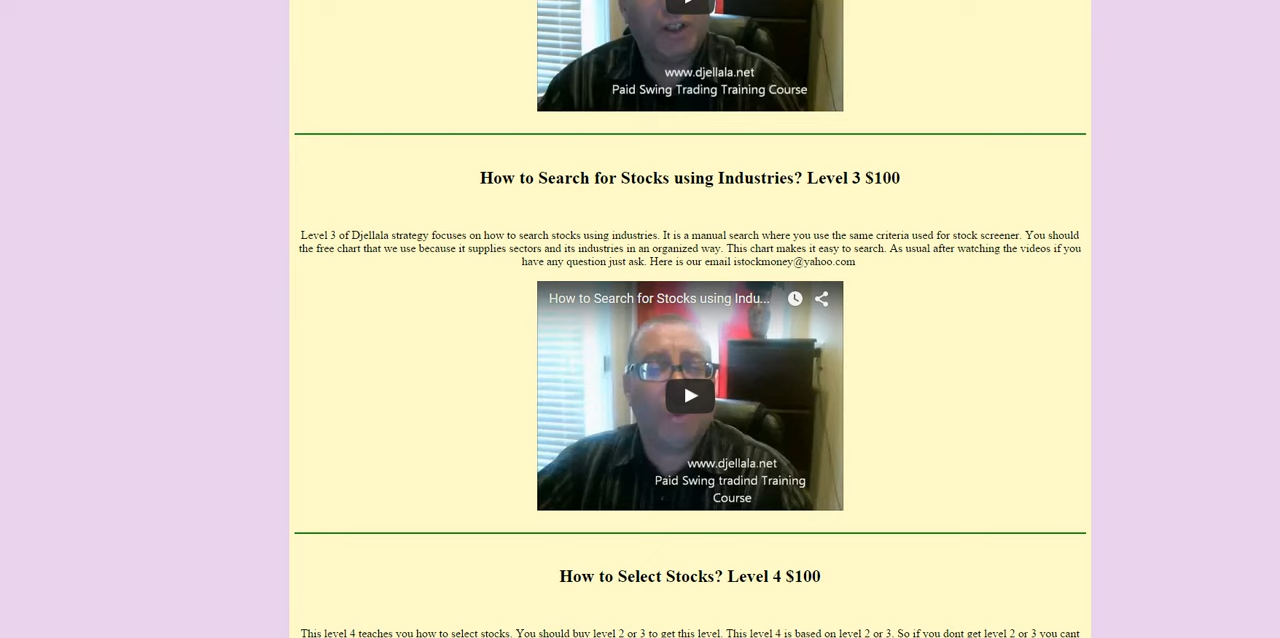 www.djellala.net
Paid Swing Trading Training Course
How to Search for Stocks using Industries? Level 3 $100
Level 3 of Djellala strategy focuses on how to search stocks using industries. It is a manual search where you use the same criteria used for stock screener. You should
the free chart that we use because it supplies sectors and its industries in an organized way. This chart makes it easy to search. As usual after watching the videos if you
have any question just ask. Here is our email istockmoney@yahoo.com
How to Search for Stocks using Indu...
www.djellala.net
Paid Swing tradind Training
Course
How to Select Stocks? Level 4 $100
This level 4 teaches you how to select stocks. You should buy level 2 or 3 to get this level. This level 4 is based on level 2 or 3. So if you dont get level 2 or 3 you cant